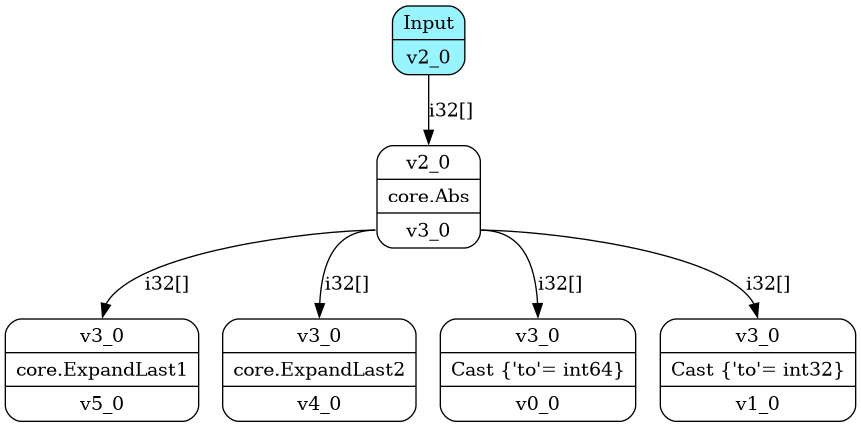 Input
v2_0
i32[]
v2_0
core.Abs
v3_0
i32[] i32[] i32[] i32[]
v3_0 v3_0 v3_0 v3_0
core.ExpandLast1 core.ExpandLast2 Cast {'to'= int64} Cast {'to'= int32}
v5_0 v4_0 v0_0 v1_0